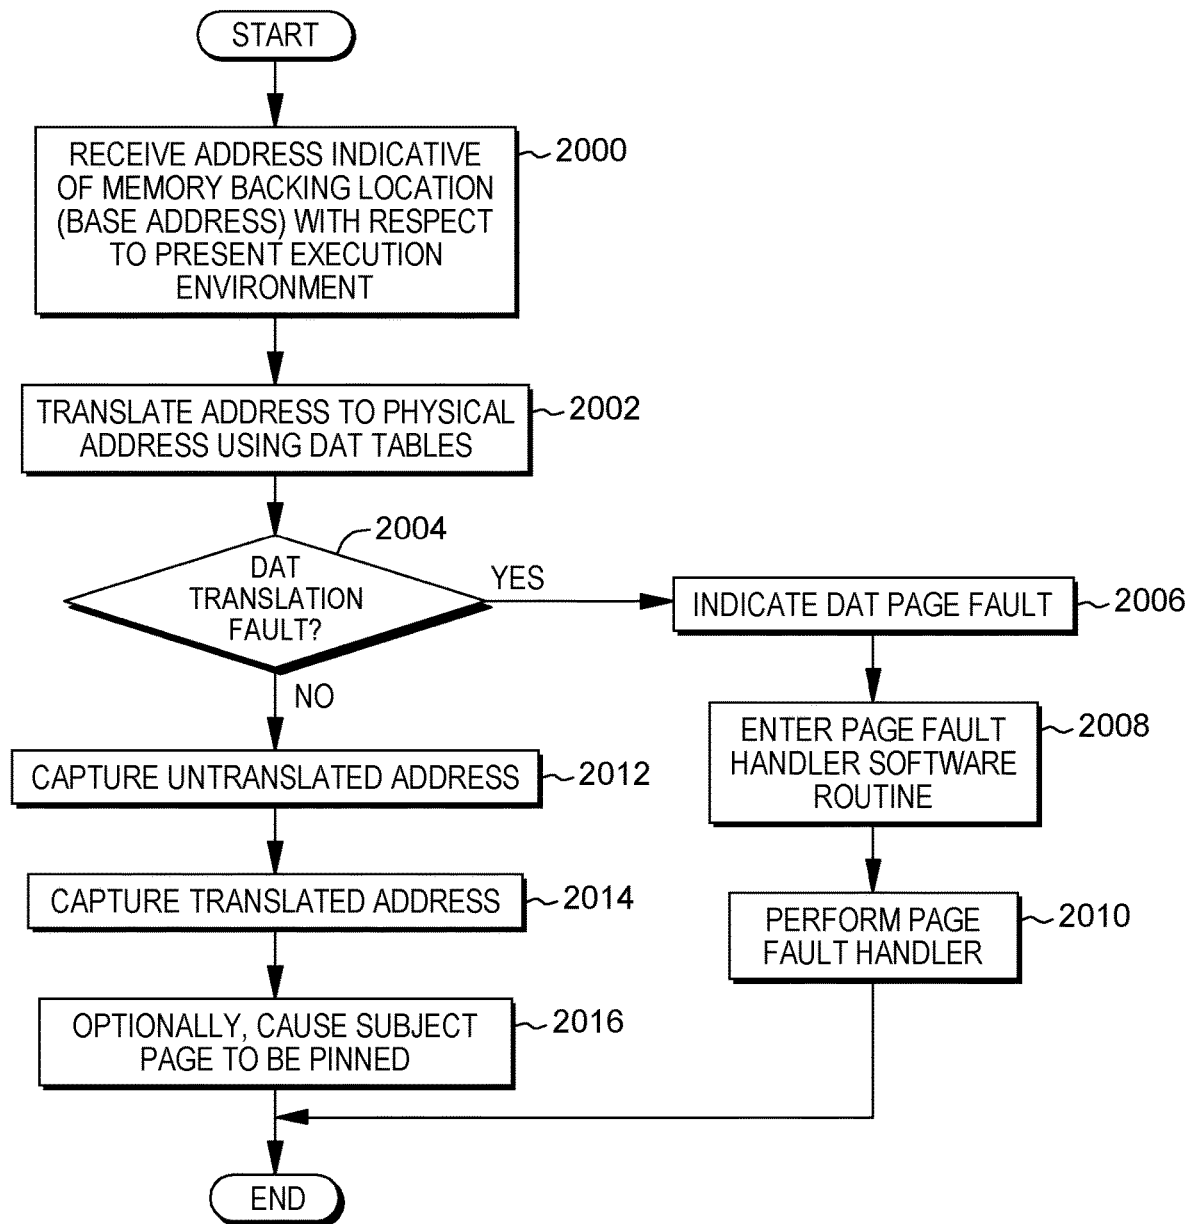 START
RECEIVE ADDRESS INDICATIVE
OF MEMORY BACKING LOCATION
(BASE ADDRESS) WITH RESPECT
TO PRESENT EXECUTION
ENVIRONMENT
2000
TRANSLATE ADDRESS TO PHYSICAL
ADDRESS USING DAT TABLES
2002
DAT
TRANSLATION
FAULT?
2004
YES
NO
INDICATE DAT PAGE FAULT
2006
ENTER PAGE FAULT
HANDLER SOFTWARE
ROUTINE
2008
PERFORM PAGE
FAULT HANDLER
2010
CAPTURE UNTRANSLATED ADDRESS
2012
CAPTURE TRANSLATED ADDRESS
2014
OPTIONALLY, CAUSE SUBJECT
PAGE TO BE PINNED
2016
END